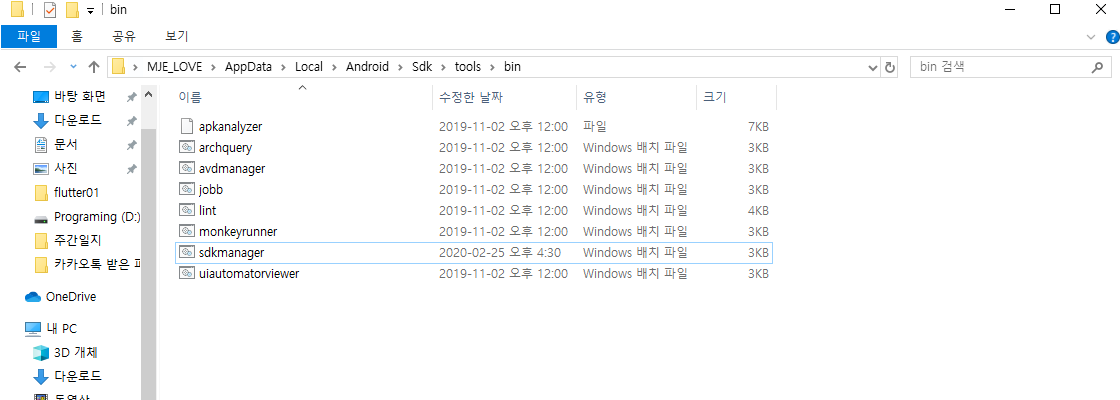 bin
파일 홈 공유 보기
MJE_LOVE > AppData > Local > Android > Sdk > tools > bin
bin 검색
바탕 화면
다운로드
문서
사진
flutter01
Programing (D:)
주간일지
카카오톡 받은 파
OneDrive
내 PC
3D 개체
다운로드
동영상
이름 수정한 날짜 유형 크기
apkanalyzer 2019-11-02 오후 12:00 파일 7KB
archquery 2019-11-02 오후 12:00 Windows 배치 파일 3KB
avdmanager 2019-11-02 오후 12:00 Windows 배치 파일 3KB
jobb 2019-11-02 오후 12:00 Windows 배치 파일 3KB
lint 2019-11-02 오후 12:00 Windows 배치 파일 4KB
monkeyrunner 2019-11-02 오후 12:00 Windows 배치 파일 3KB
sdkmanager 2020-02-25 오후 4:30 Windows 배치 파일 3KB
uiautomatorviewer 2019-11-02 오후 12:00 Windows 배치 파일 3KB